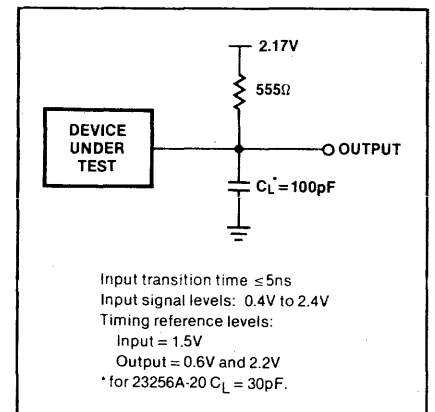 2.17V
555Ω
DEVICE
UNDER
TEST
OUTPUT
CL*=100pF
Input transition time ≤5ns
Input signal levels: 0.4V to 2.4V
Timing reference levels:
Input = 1.5V
Output = 0.6V and 2.2V
*for 23256A-20 CL = 30pF.